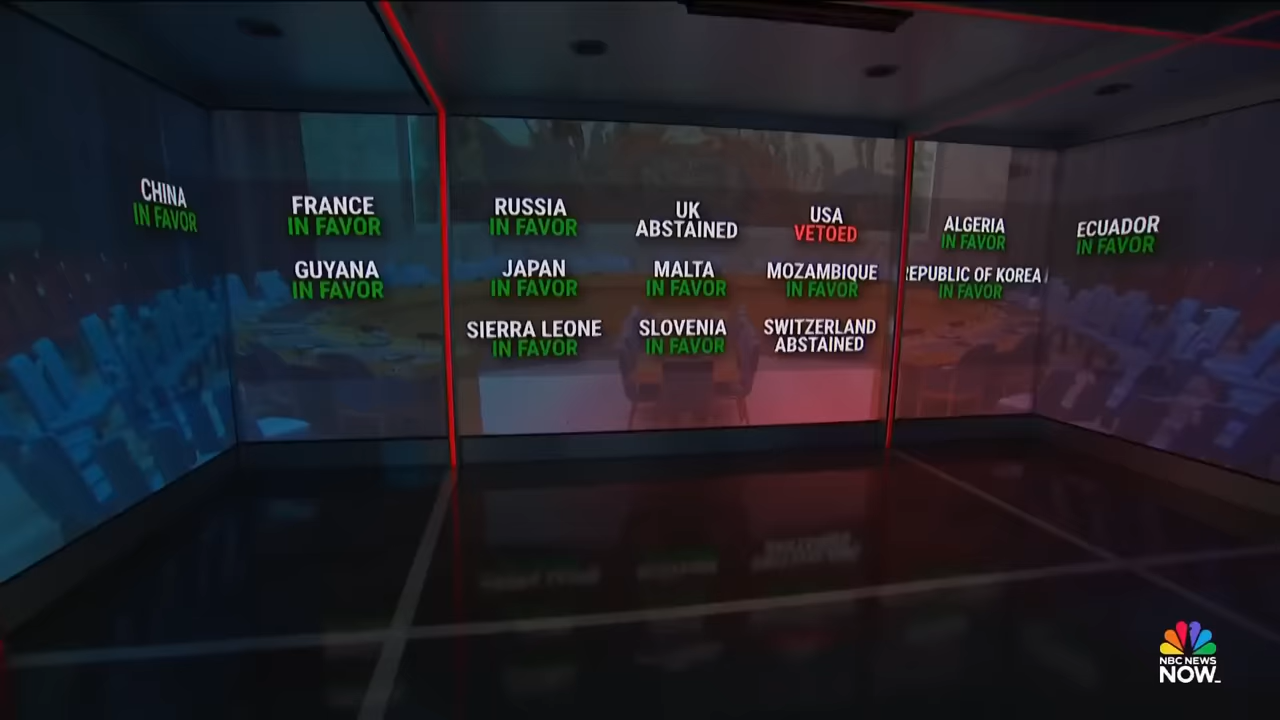 CHINA
IN FAVOR
FRANCE
IN FAVOR
RUSSIA
IN FAVOR
UK
ABSTAINED
USA
VETOED
ALGERIA
IN FAVOR
ECUADOR
IN FAVOR
GUYANA
IN FAVOR
JAPAN
IN FAVOR
MALTA
IN FAVOR
MOZAMBIQUE
IN FAVOR
REPUBLIC OF KOREA
IN FAVOR
SIERRA LEONE
IN FAVOR
SLOVENIA
IN FAVOR
SWITZERLAND
ABSTAINED
NBC NEWS
NOW